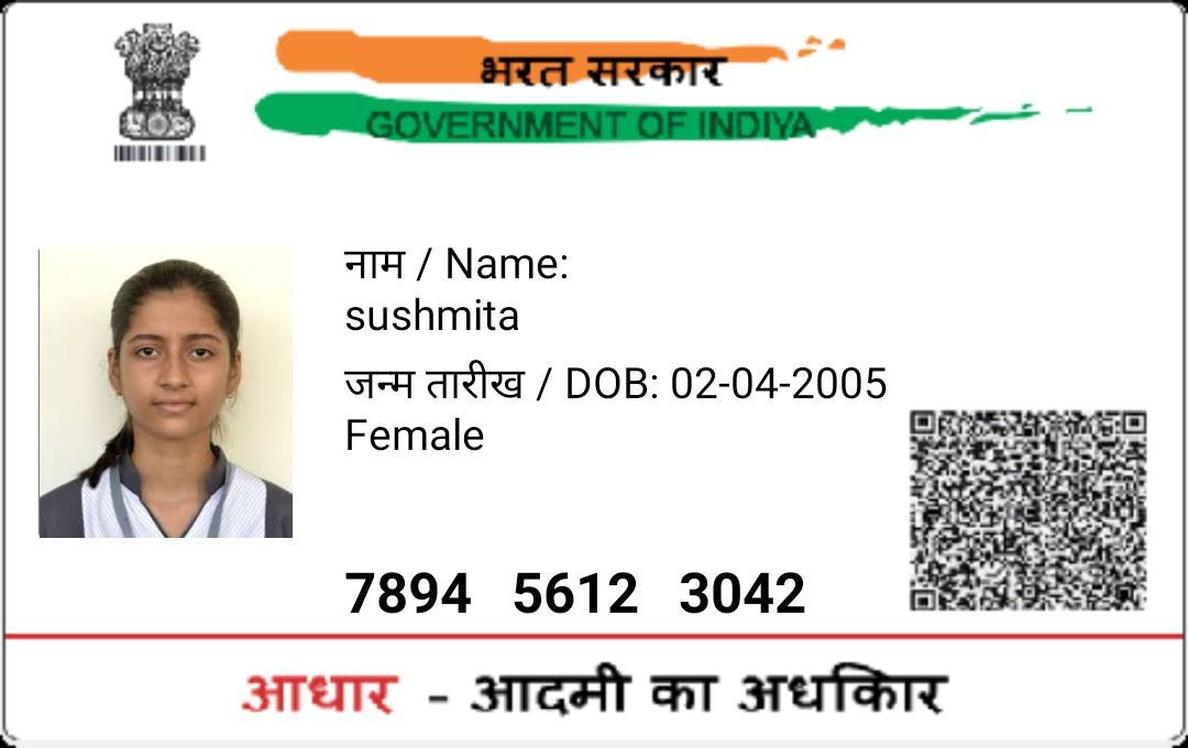 भरत सरकार
GOVERNMENT OF INDIYA
नाम / Name:
sushmita
जन्म तारीख / DOB: 02-04-2005
Female
7894 5612 3042
आधार - आदमी का अधकिार